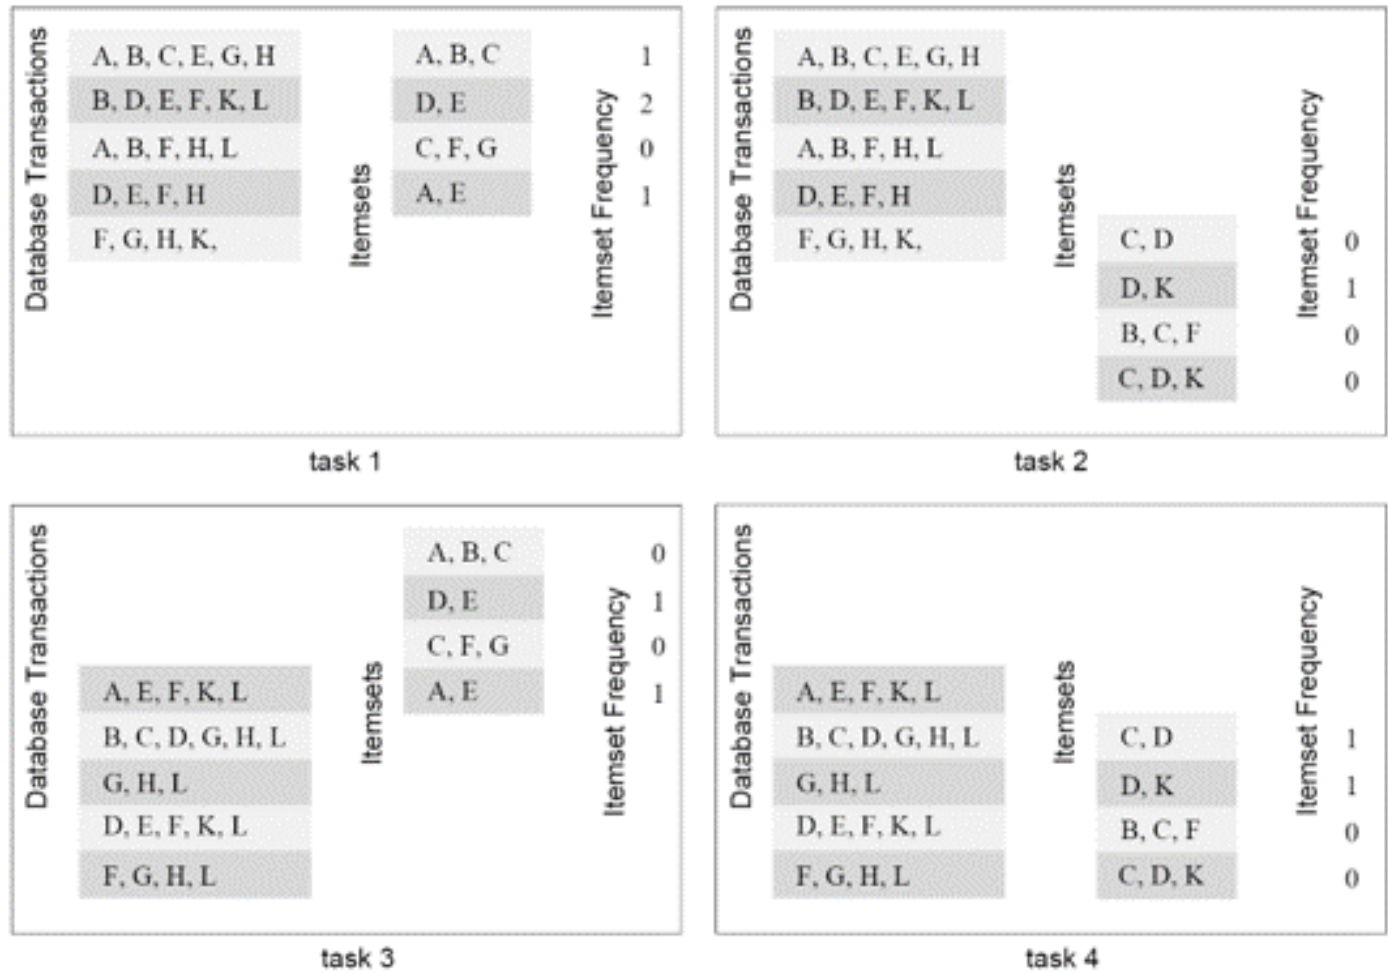 Database Transactions
A, B, C, E, G, H
B, D, E, F, K, L
A, B, F, H, L
D, E, F, H
F, G, H, K,
Itemsets
A, B, C
D, E
C, F, G
A, E
Itemset Frequency
1
2
0
1
task 1
Database Transactions
A, B, C, E, G, H
B, D, E, F, K, L
A, B, F, H, L
D, E, F, H
F, G, H, K,
Itemsets
C, D
D, K
B, C, F
C, D, K
Itemset Frequency
0
1
0
0
task 2
Database Transactions
A, E, F, K, L
B, C, D, G, H, L
G, H, L
D, E, F, K, L
F, G, H, L
Itemsets
A, B, C
D, E
C, F, G
A, E
Itemset Frequency
0
1
0
1
task 3
Database Transactions
A, E, F, K, L
B, C, D, G, H, L
G, H, L
D, E, F, K, L
F, G, H, L
Itemsets
C, D
D, K
B, C, F
C, D, K
Itemset Frequency
1
1
0
0
task 4